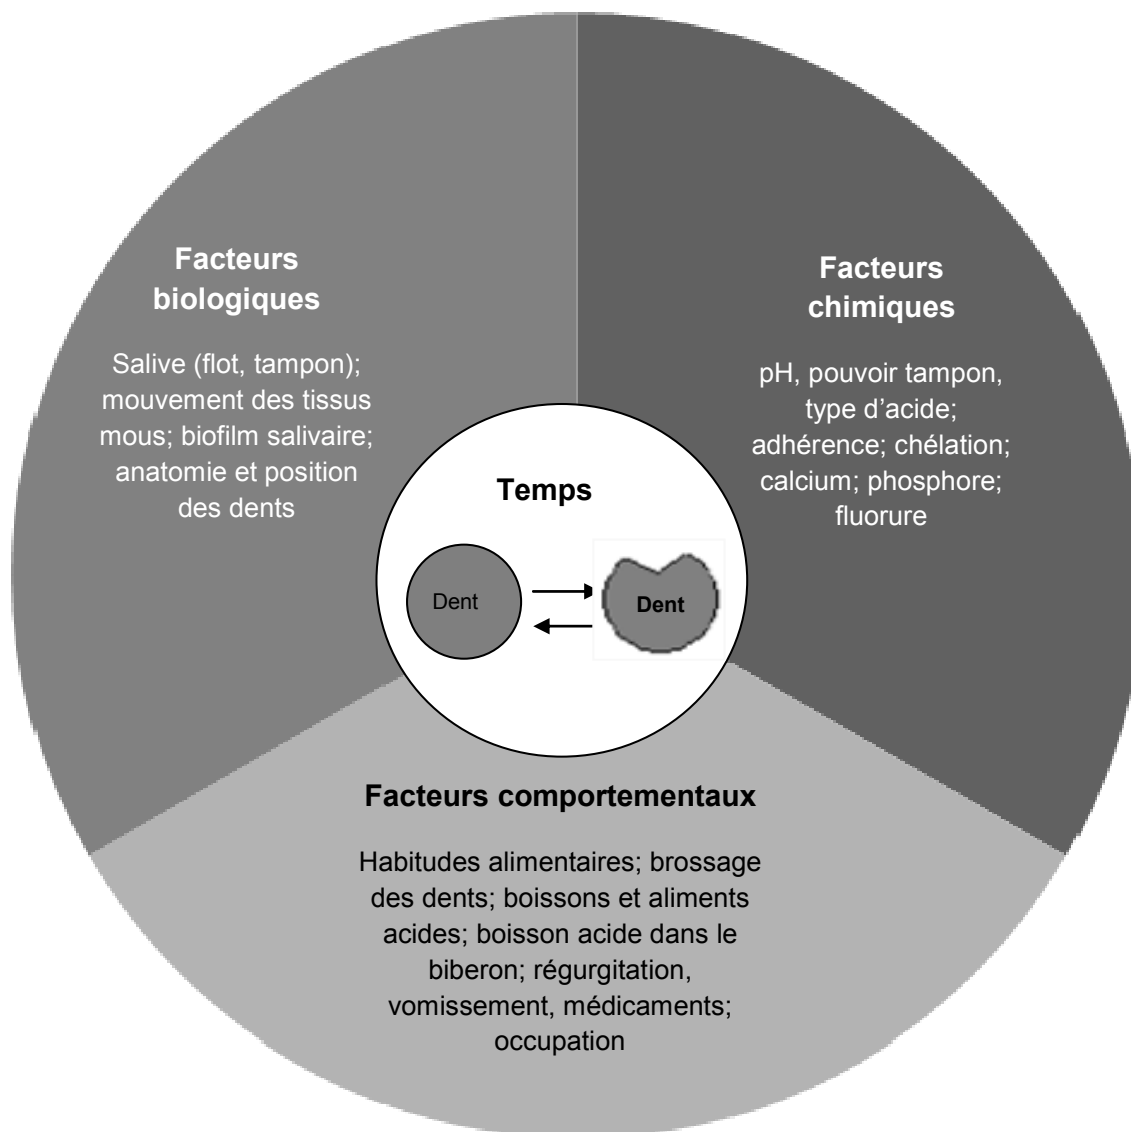 Facteurs
biologiques
Salive (flot, tampon);
mouvement des tissus
mous; biofilm salivaire;
anatomie et position
des dents
Facteurs
chimiques
pH, pouvoir tampon,
type d’acide;
adhérence; chélation;
calcium; phosphore;
fluorure
Temps
Dent
Dent
Facteurs comportementaux
Habitudes alimentaires; brossage
des dents; boissons et aliments
acides; boisson acide dans le
biberon; régurgitation,
vomissement, médicaments;
occupation